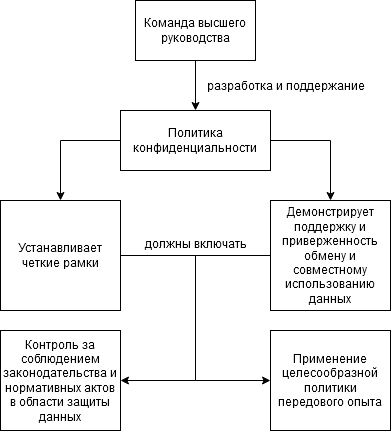 Команда высшего
руководства
разработка и поддержание
Политика
конфиденциальности
Устанавливает
четкие рамки
должны включать
Демонстрирует
поддержку и
приверженность
обмену и
совместному
использованию
данных
Контроль за
соблюдением
законодательства и
нормативных актов
в области защиты
данных
Применение
целесообразной
политики
передового опыта